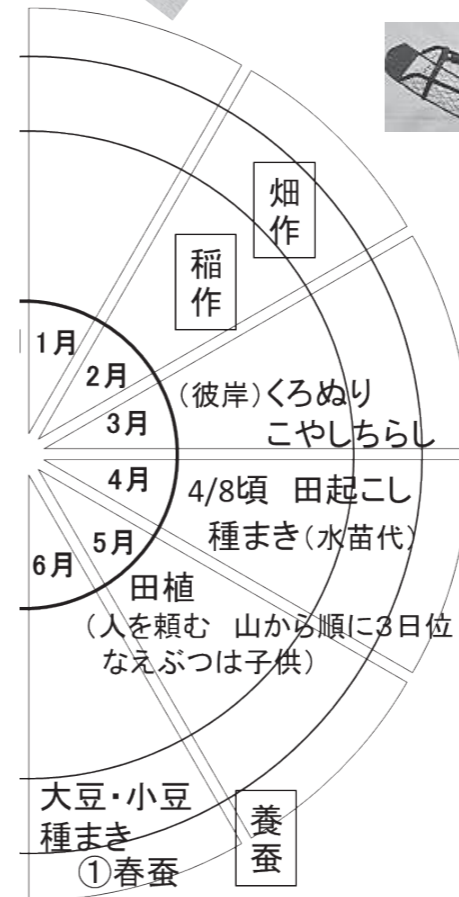 畑作
稲作
1月
2月
3月
4月
5月
6月
(彼岸)くろぬり
こやしちらし
4/8頃 田起こし
種まき(水苗代)
田植
(人を頼む 山から順に3日位
なえぶつは子供)
大豆・小豆
種まき
①春蚕
養蚕